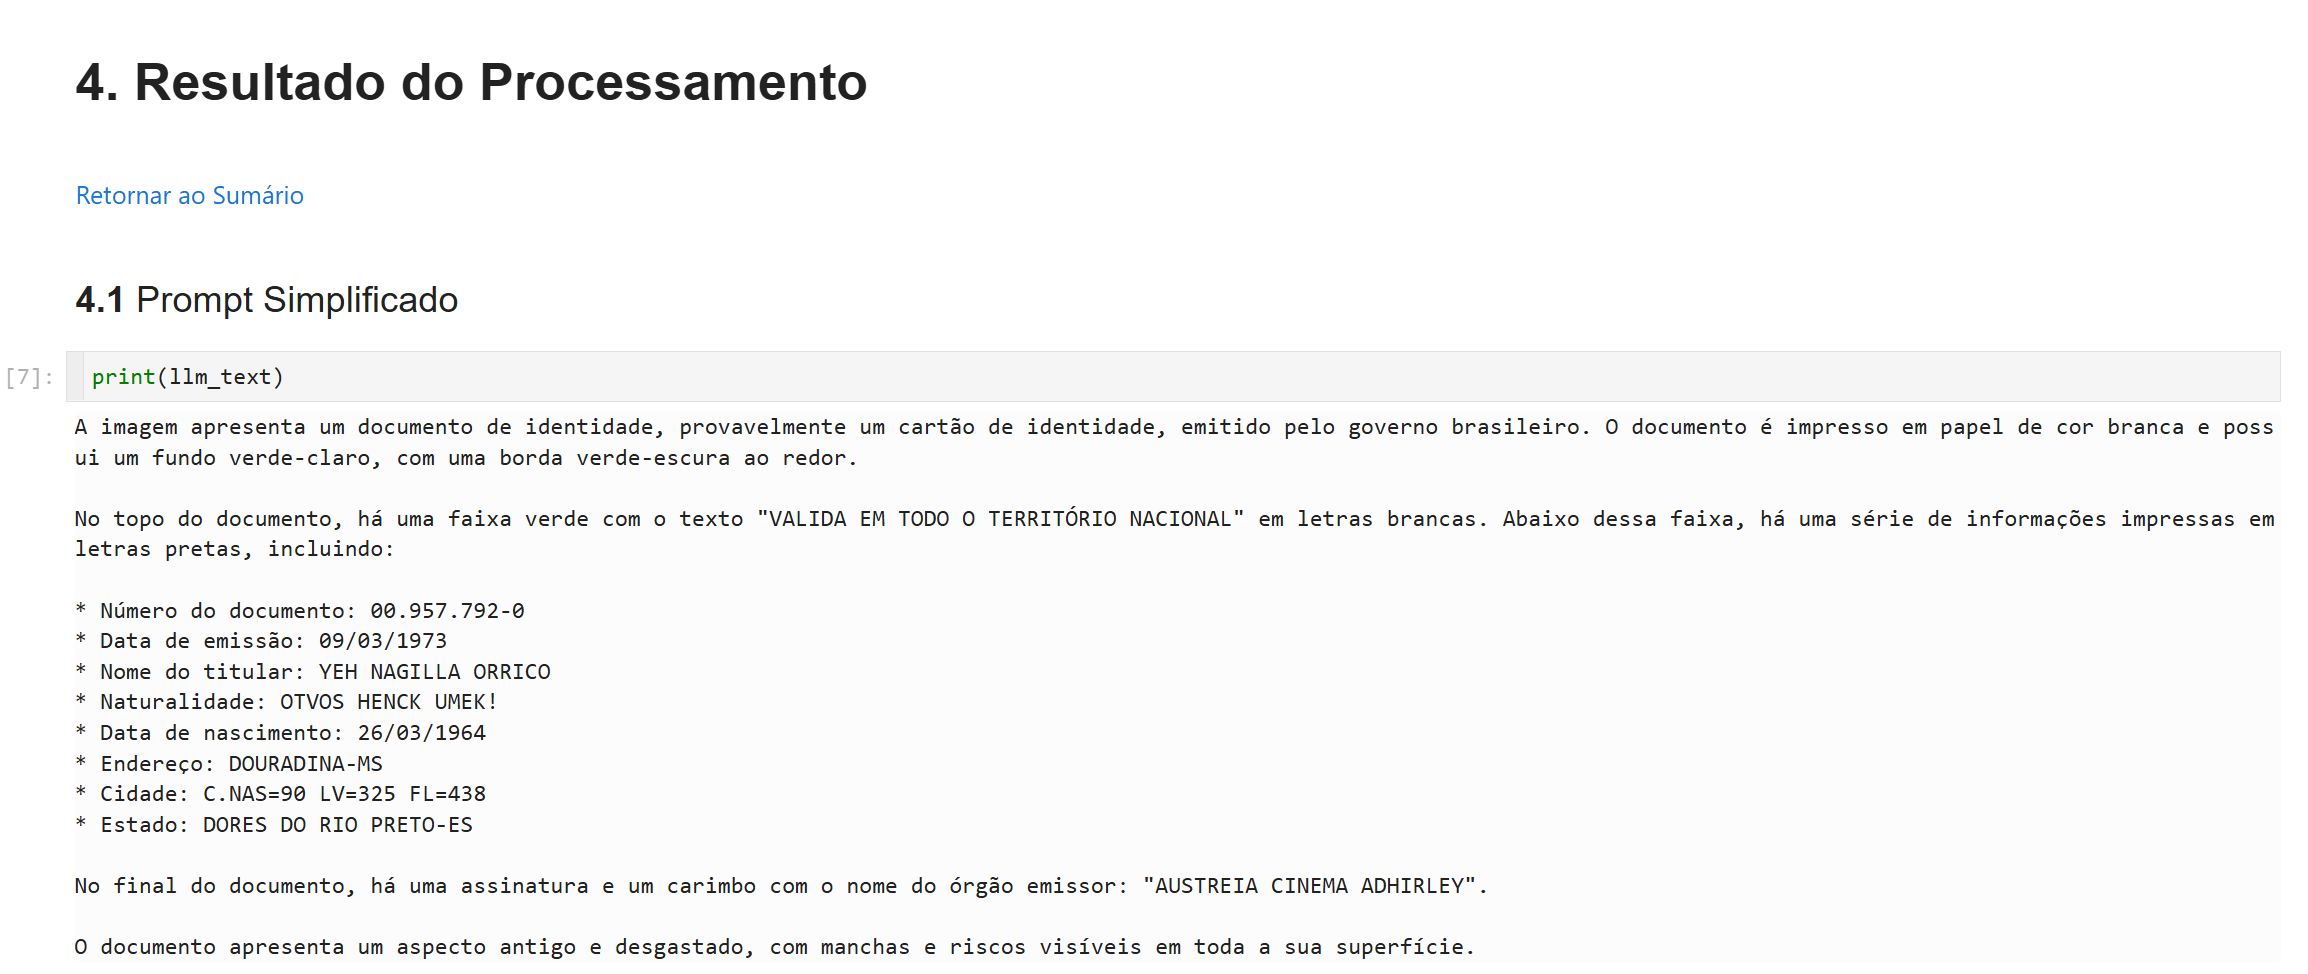 4. Resultado do Processamento
Retornar ao Sumário
4.1 Prompt Simplificado
[7]: print(llm_text)
A imagem apresenta um documento de identidade, provavelmente um cartão de identidade, emitido pelo governo brasileiro. O documento é impresso em papel de cor branca e poss
ui um fundo verde-claro, com uma borda verde-escura ao redor.
No topo do documento, há uma faixa verde com o texto "VALIDA EM TODO O TERRITÓRIO NACIONAL" em letras brancas. Abaixo dessa faixa, há uma série de informações impressas em
letras pretas, incluindo:
* Número do documento: 00.957.792-0
* Data de emissão: 09/03/1973
* Nome do titular: YEH NAGILLA ORRICO
* Naturalidade: OTVOS HENCK UMEK!
* Data de nascimento: 26/03/1964
* Endereço: DOURADINA-MS
* Cidade: C.NAS=90 LV=325 FL=438
* Estado: DORES DO RIO PRETO-ES
No final do documento, há uma assinatura e um carimbo com o nome do órgão emissor: "AUSTREIA CINEMA ADHIRLEY".
O documento apresenta um aspecto antigo e desgastado, com manchas e riscos visíveis em toda a sua superfície.